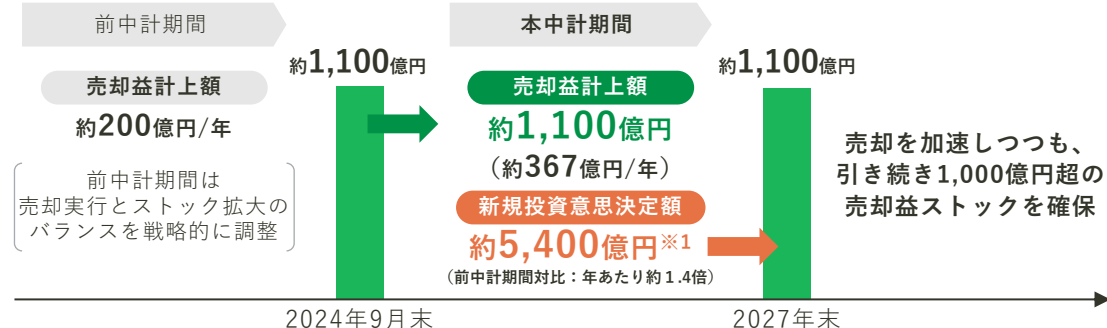 前中計期間
売却益計上額
約200億円/年
前中計期間は
売却実行とストック拡大の
バランスを戦略的に調整
約1,100億円
2024年9月末
本中計期間
売却益計上額
約1,100億円
（約367億円/年）
新規投資意思決定額
約5,400億円※1
（前中計期間対比：年あたり約1.4倍）
約1,100億円
2027年末
売却を加速しつつも、
引き続き1,000億円超の
売却益ストックを確保